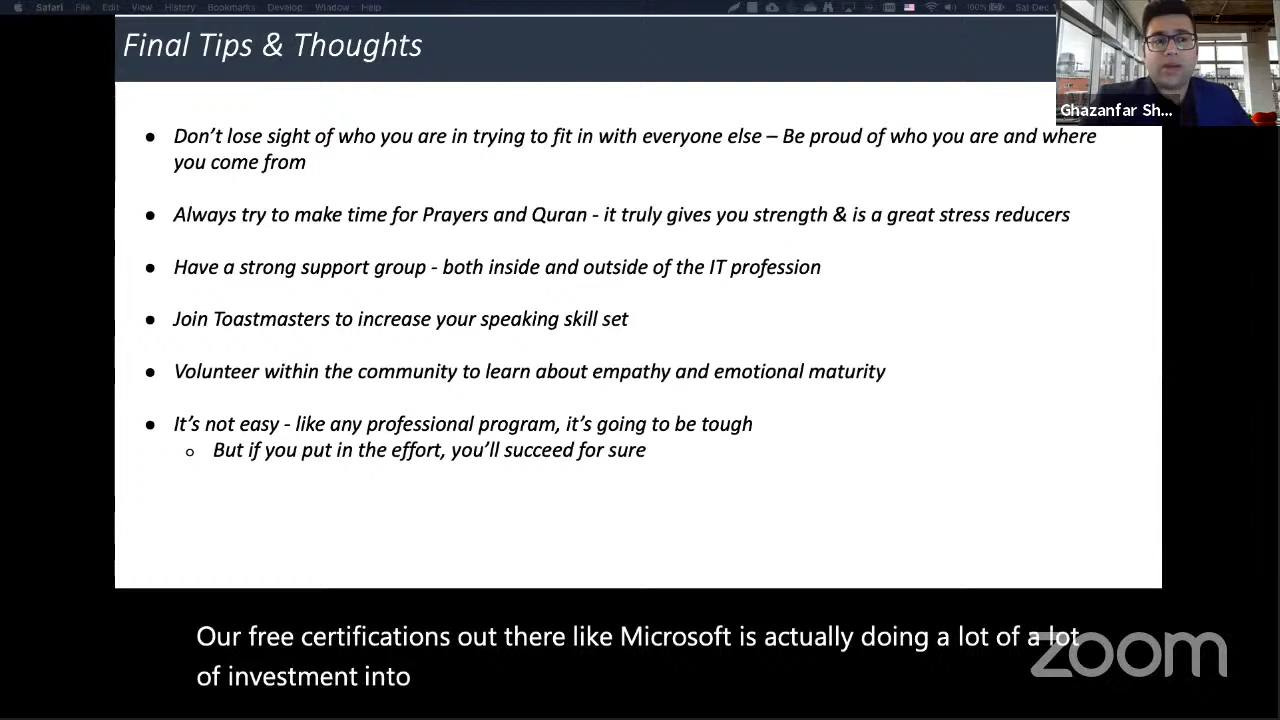 Safari File Edit View History Bookmarks Develop Window Help 100% Sat Dec 1
Final Tips & Thoughts
Ghazanfar Sh...
● Don’t lose sight of who you are in trying to fit in with everyone else – Be proud of who you are and where
you come from
● Always try to make time for Prayers and Quran - it truly gives you strength & is a great stress reducers
● Have a strong support group - both inside and outside of the IT profession
● Join Toastmasters to increase your speaking skill set
● Volunteer within the community to learn about empathy and emotional maturity
● It’s not easy - like any professional program, it’s going to be tough
○ But if you put in the effort, you’ll succeed for sure
Our free certifications out there like Microsoft is actually doing a lot of a lot
of investment into
zoom